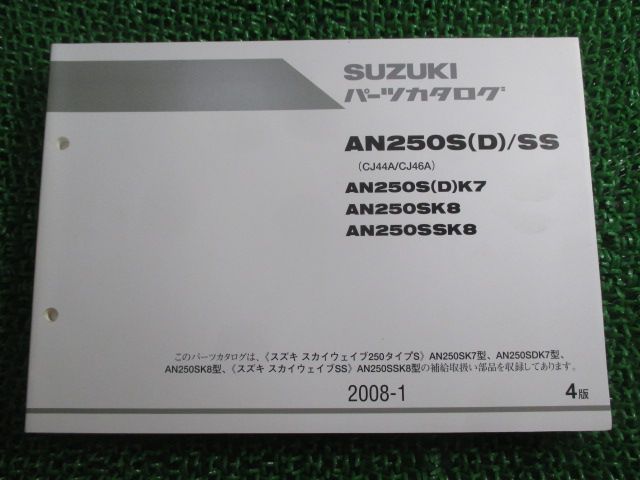 SUZUKI
パーツカタログ
AN250S(D)/SS
(CJ44A/CJ46A)
AN250S(D)K7
AN250SK8
AN250SSK8
このパーツカタログは、《スズキ スカイウェイブ250タイプS》AN250SK7型、AN250SDK7型、
AN250SK8型、《スズキ スカイウェイブSS》AN250SSK8型の補給取扱い部品を収録してあります。
2008-1
4版